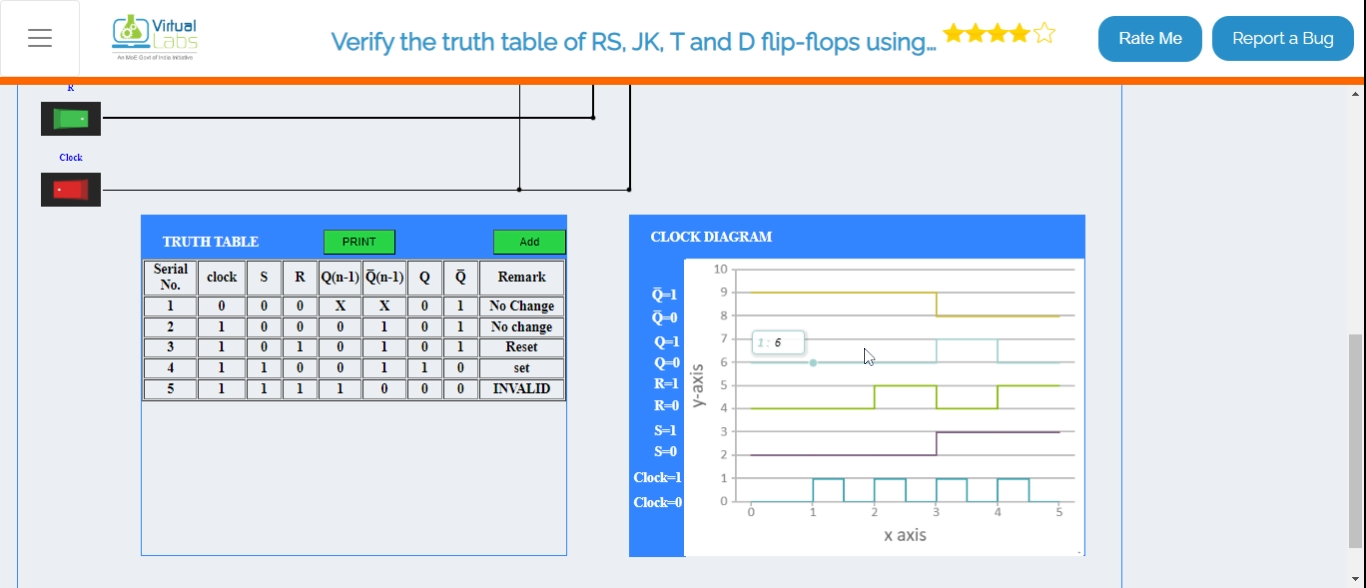 Virtual
Labs
An MoE Govt of India Initiative
Verify the truth table of RS, JK, T and D flip-flops using...
Rate Me
Report a Bug
R
Clock
TRUTH TABLE PRINT Add
Serial No. clock S R Q(n-1) Q̅(n-1) Q Q̅ Remark
1 0 0 0 X X 0 1 No Change
2 1 0 0 0 1 0 1 No change
3 1 0 1 0 1 0 1 Reset
4 1 1 0 0 1 1 0 set
5 1 1 1 1 0 0 0 INVALID
CLOCK DIAGRAM
Q̅=1
Q̅=0
Q=1
Q=0
R=1
R=0
S=1
S=0
Clock=1
Clock=0
y-axis
10
9
8
7
6
5
4
3
2
1
0
1: 6
0 1 2 3 4 5
x axis